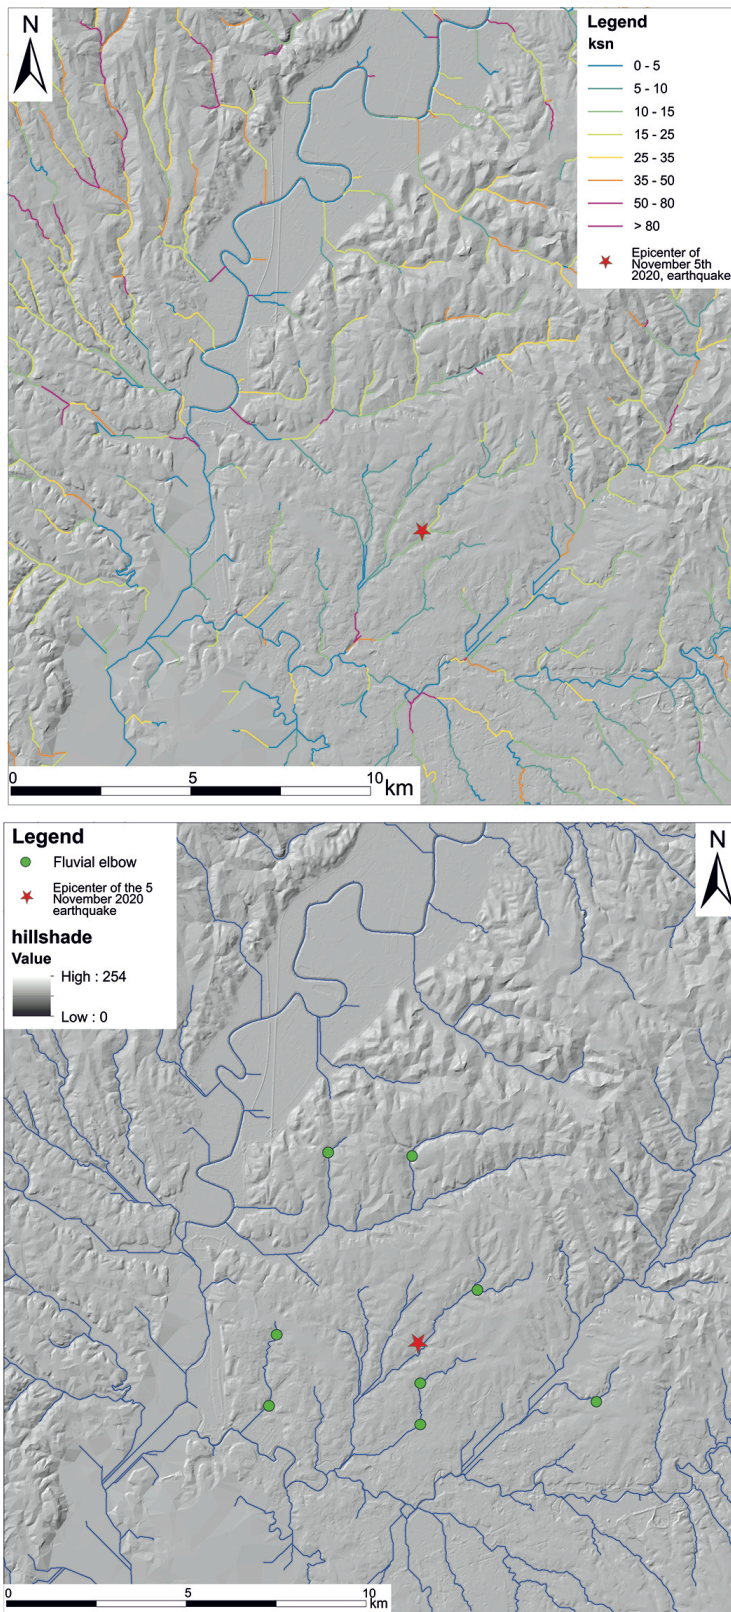 N
Legend
ksn
0 - 5
5 - 10
10 - 15
15 - 25
25 - 35
35 - 50
50 - 80
> 80
Epicenter of
November 5th
2020, earthquake
0 5 10
km
Legend
Fluvial elbow
Epicenter of the 5
November 2020
earthquake
hillshade
Value
High : 254
Low : 0
N
0 5 10
km